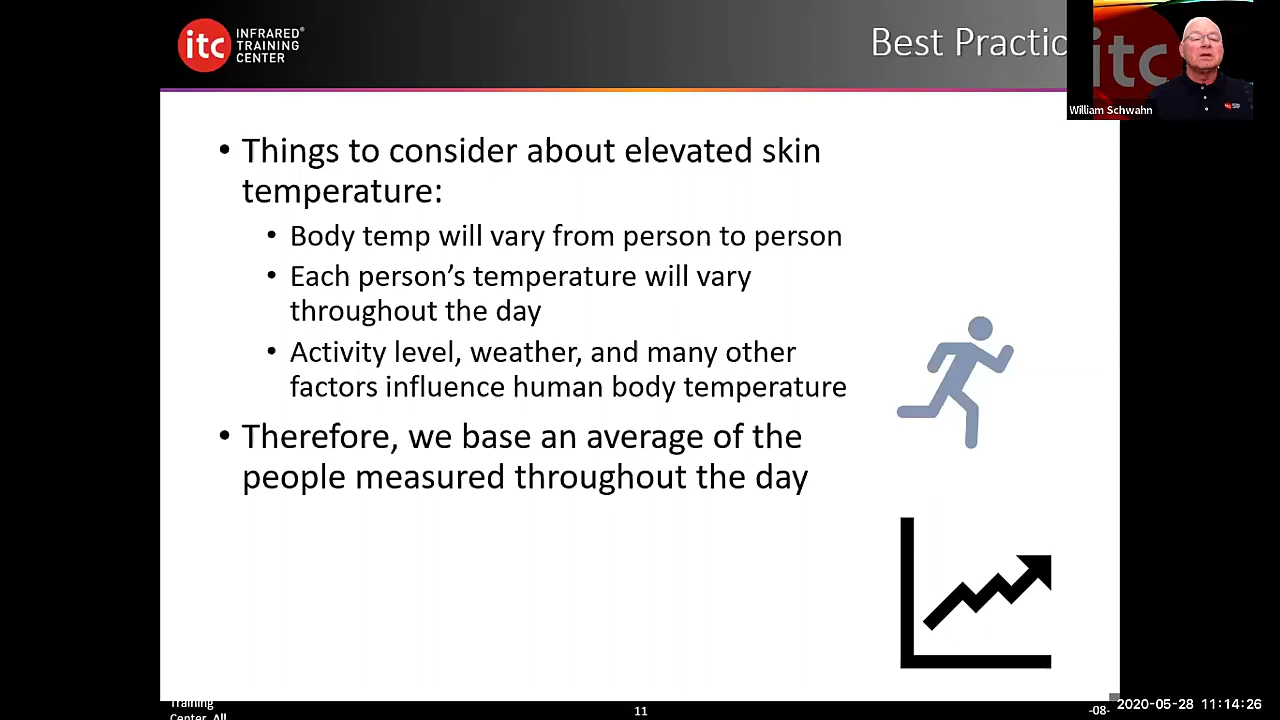 itc INFRARED®
TRAINING
CENTER
Best Practic
itc
William Schwahn
• Things to consider about elevated skin
temperature:
• Body temp will vary from person to person
• Each person’s temperature will vary
throughout the day
• Activity level, weather, and many other
factors influence human body temperature
• Therefore, we base an average of the
people measured throughout the day
Training
Center. All
11
-08-
2020-05-28 11:14:26